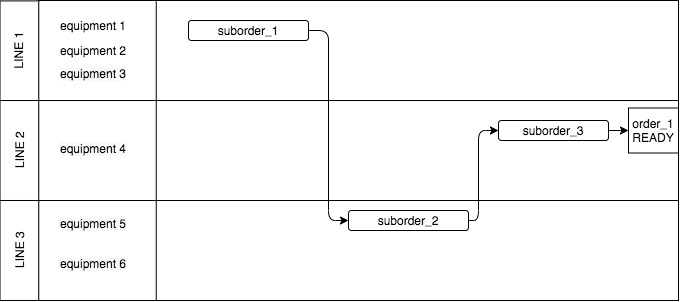 LINE 1
equipment 1
equipment 2
equipment 3
suborder_1
LINE 2
equipment 4
suborder_3
order_1
READY
LINE 3
equipment 5
equipment 6
suborder_2